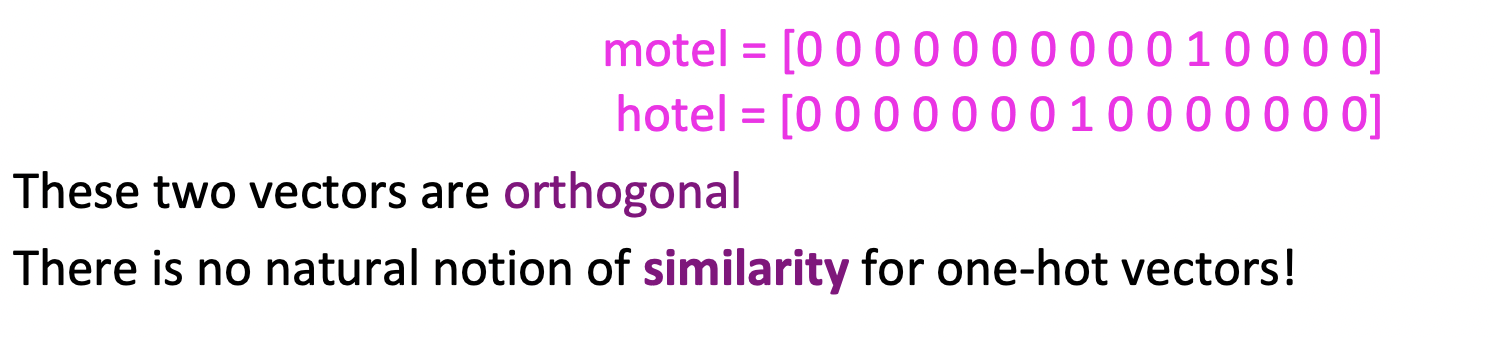 motel = [0 0 0 0 0 0 0 0 0 0 1 0 0 0 0]
hotel = [0 0 0 0 0 0 0 1 0 0 0 0 0 0 0]
These two vectors are orthogonal
There is no natural notion of similarity for one-hot vectors!